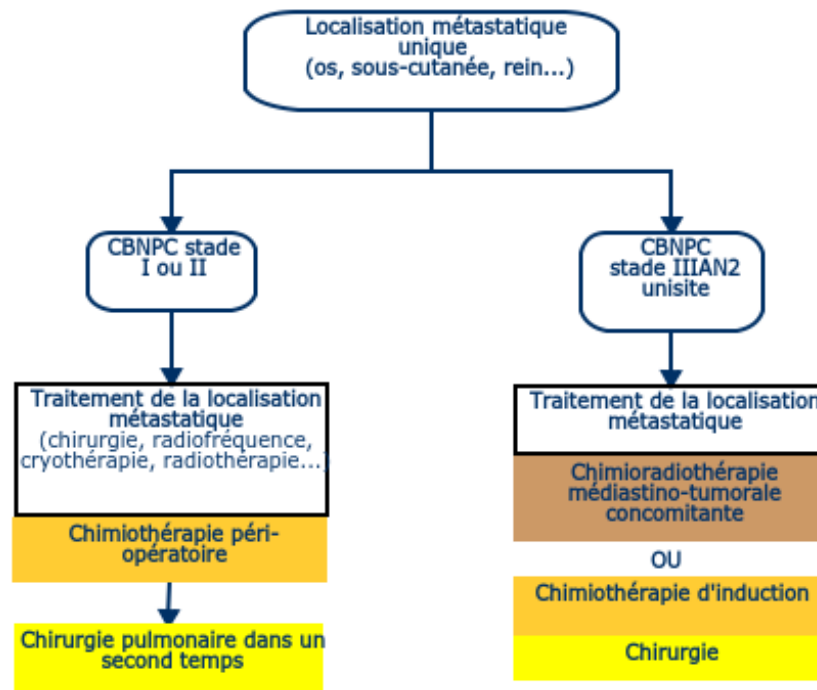 Localisation métastatique
unique
(os, sous-cutanée, rein...)
CBNPC stade
I ou II
CBNPC
stade IIIAN2
unisite
Traitement de la localisation
métastatique
(chirurgie, radiofréquence,
cryothérapie, radiothérapie...)
Chimiothérapie péri-
opératoire
Chirurgie pulmonaire dans un
second temps
Traitement de la localisation
métastatique
Chimioradiothérapie
médiastino-tumorale
concomitante
OU
Chimiothérapie d'induction
Chirurgie